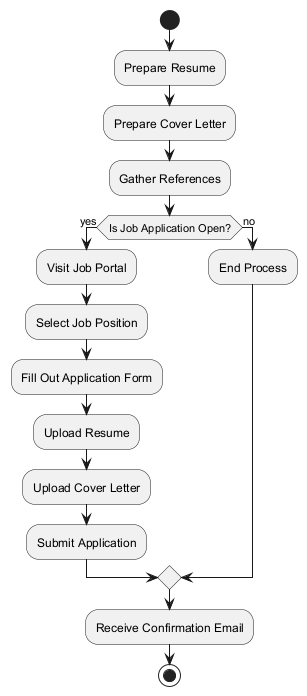 Prepare Resume
Prepare Cover Letter
Gather References
Is Job Application Open?
yes
no
Visit Job Portal
End Process
Select Job Position
Fill Out Application Form
Upload Resume
Upload Cover Letter
Submit Application
Receive Confirmation Email